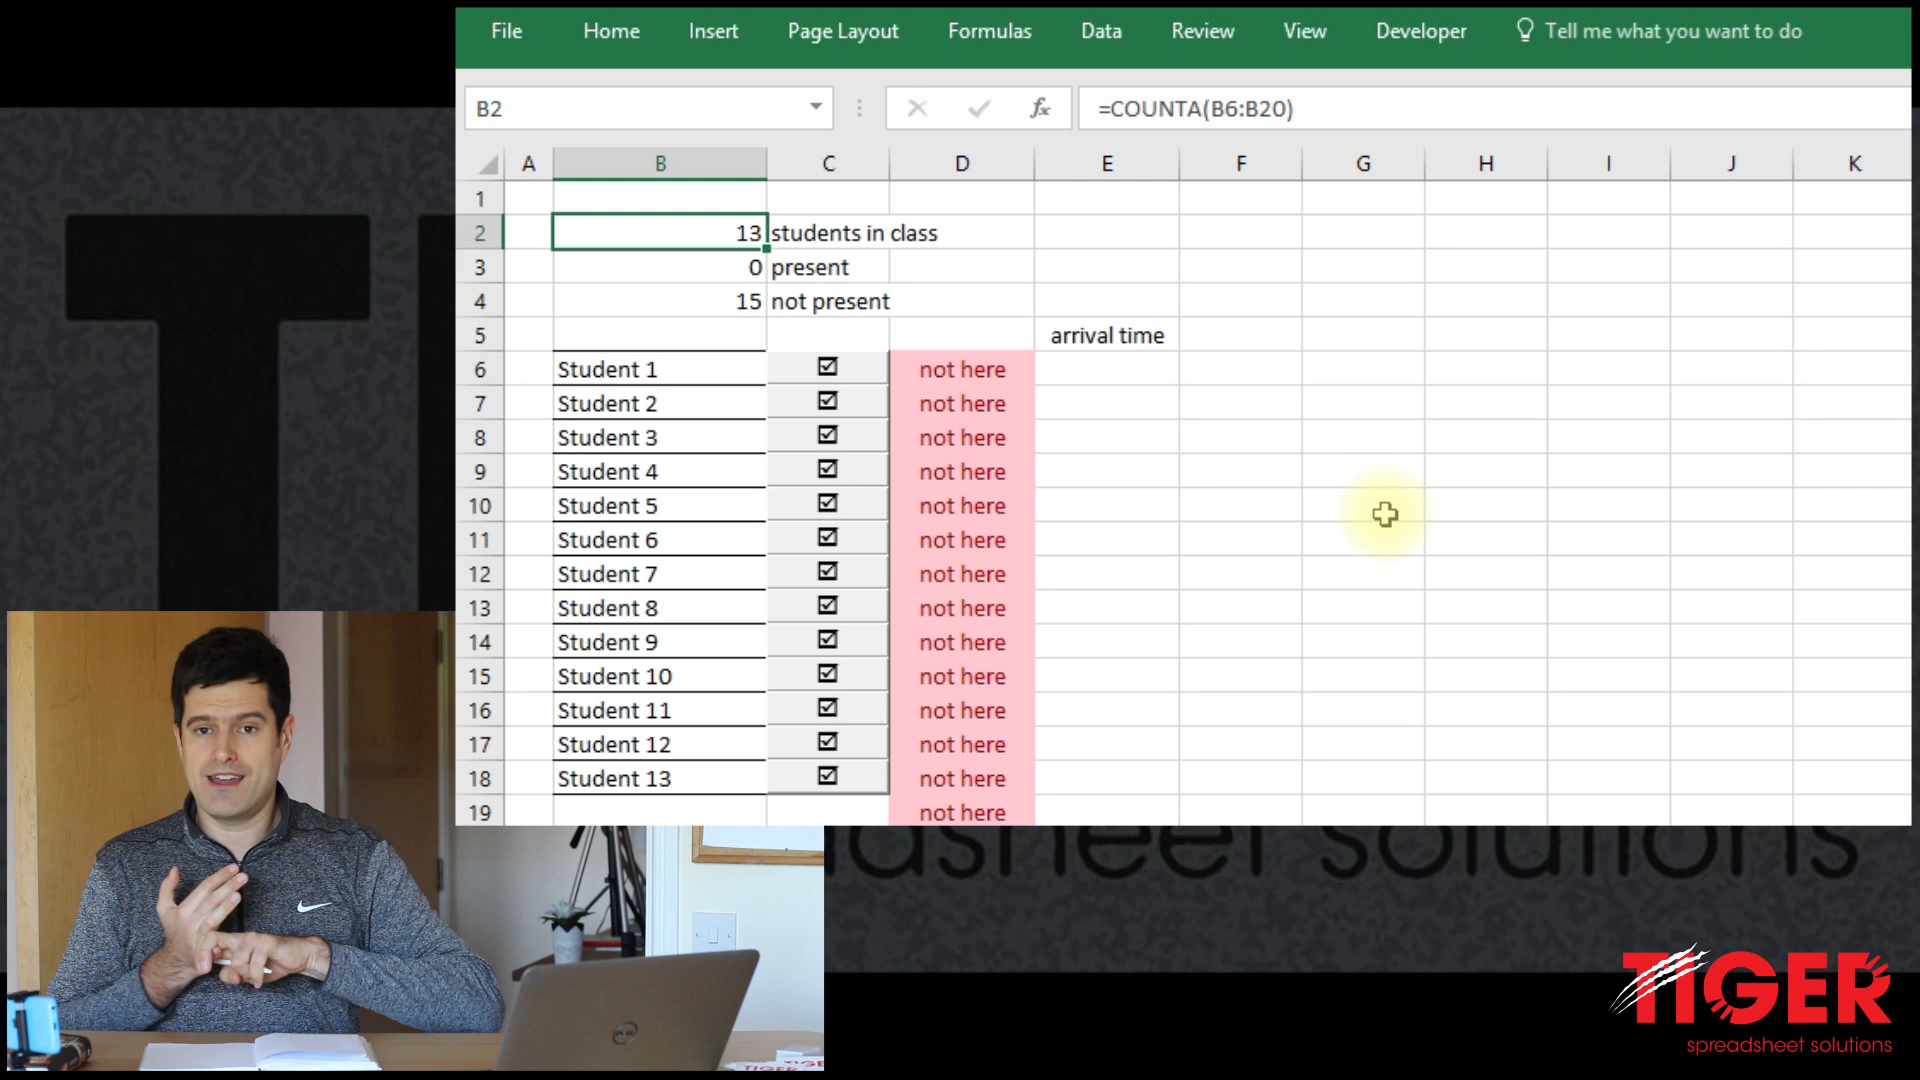 File Home Insert Page Layout Formulas Data Review View Developer Tell me what you want to do
B2 fx =COUNTA(B6:B20)
A B C D E F G H I J K
1
2 13 students in class
3 0 present
4 15 not present
5 arrival time
6 Student 1 not here
7 Student 2 not here
8 Student 3 not here
9 Student 4 not here
10 Student 5 not here
11 Student 6 not here
12 Student 7 not here
13 Student 8 not here
14 Student 9 not here
15 Student 10 not here
16 Student 11 not here
17 Student 12 not here
18 Student 13 not here
19 not here
solutions
TIGER
spreadsheet solutions